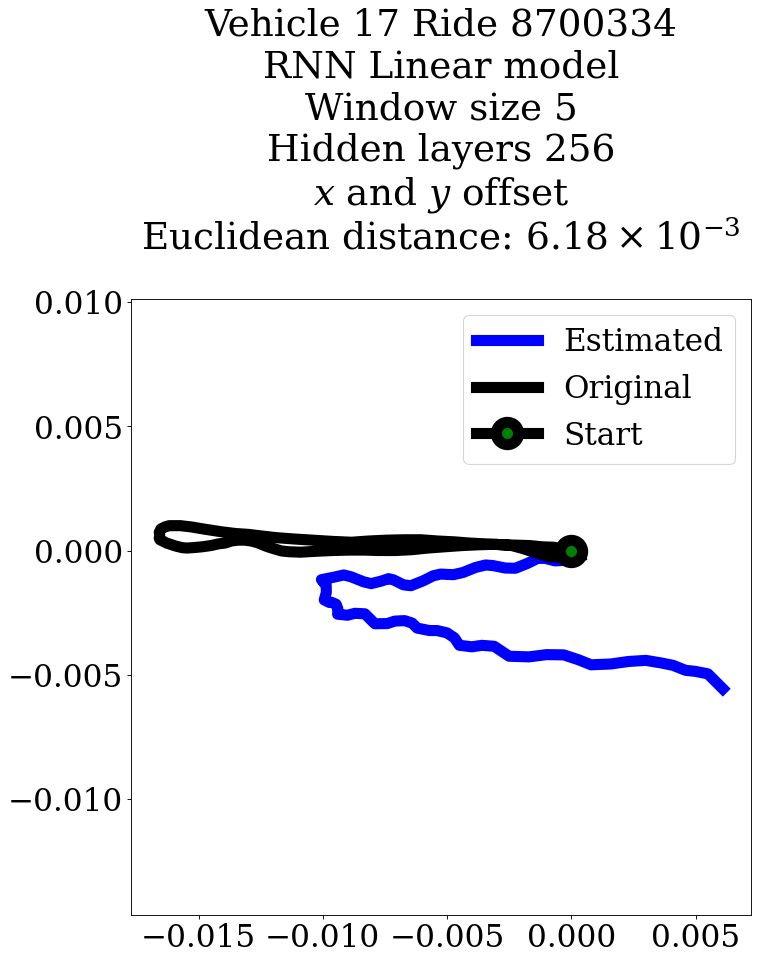 Vehicle 17 Ride 8700334
RNN Linear model
Window size 5
Hidden layers 256
x and y offset
Euclidean distance: 6.18 × 10⁻³
0.010
0.005
0.000
−0.005
−0.010
Estimated
Original
Start
−0.015 −0.010 −0.005 0.000 0.005